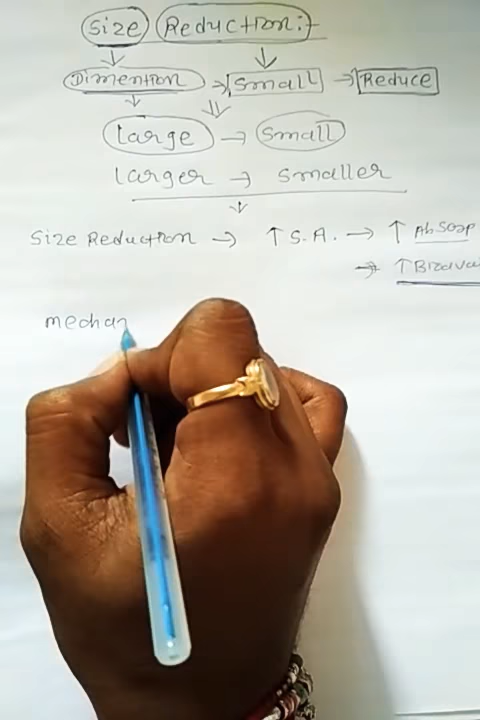 Size Reduction:-
Dimention → Small → Reduce
Large → Small
Larger → Smaller
Size Reduction → ↑ S.A. → ↑ Absorp
→ ↑ Bioava
mechan